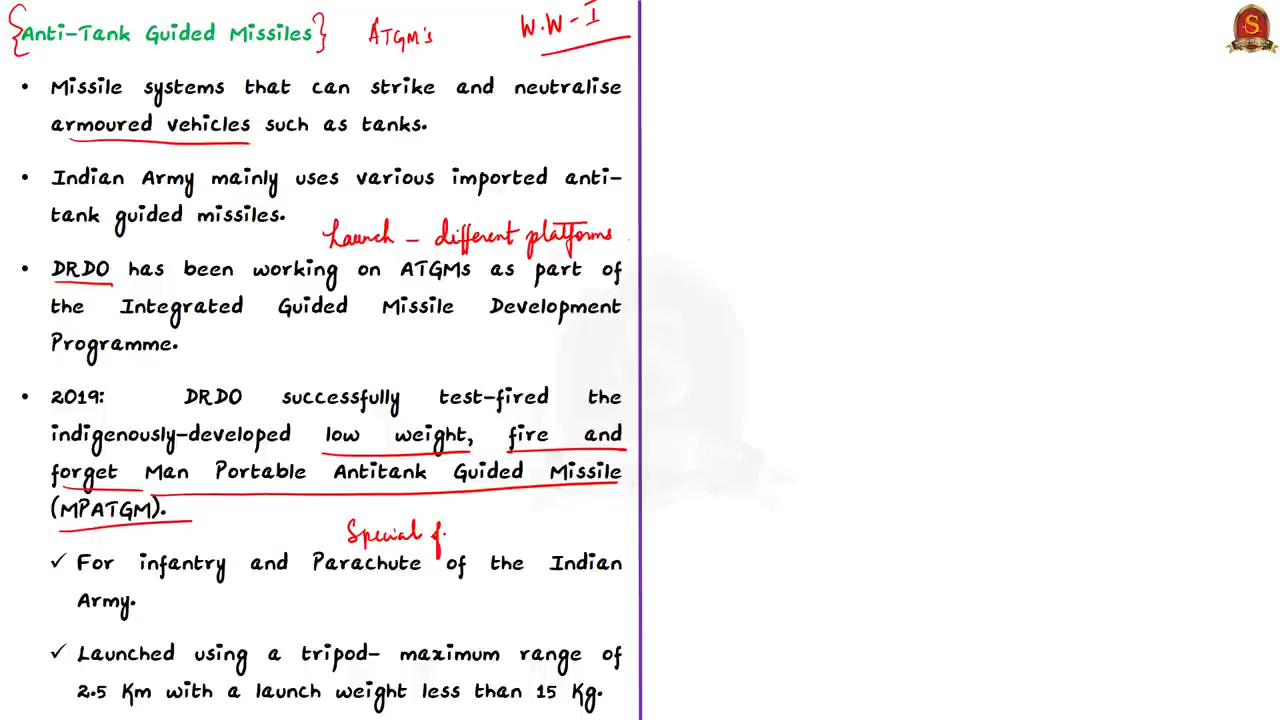 {Anti-Tank Guided Missiles} ATGM's W.W-I
• Missile systems that can strike and neutralise
armoured vehicles such as tanks.
• Indian Army mainly uses various imported anti-
tank guided missiles.
Launch - different platforms
• DRDO has been working on ATGMs as part of
the Integrated Guided Missile Development
Programme.
• 2019: DRDO successfully test-fired the
indigenously-developed low weight, fire and
forget Man Portable Antitank Guided Missile
(MPATGM).
Special f
✓ For infantry and Parachute of the Indian
Army.
✓ Launched using a tripod- maximum range of
2.5 Km with a launch weight less than 15 Kg.
S